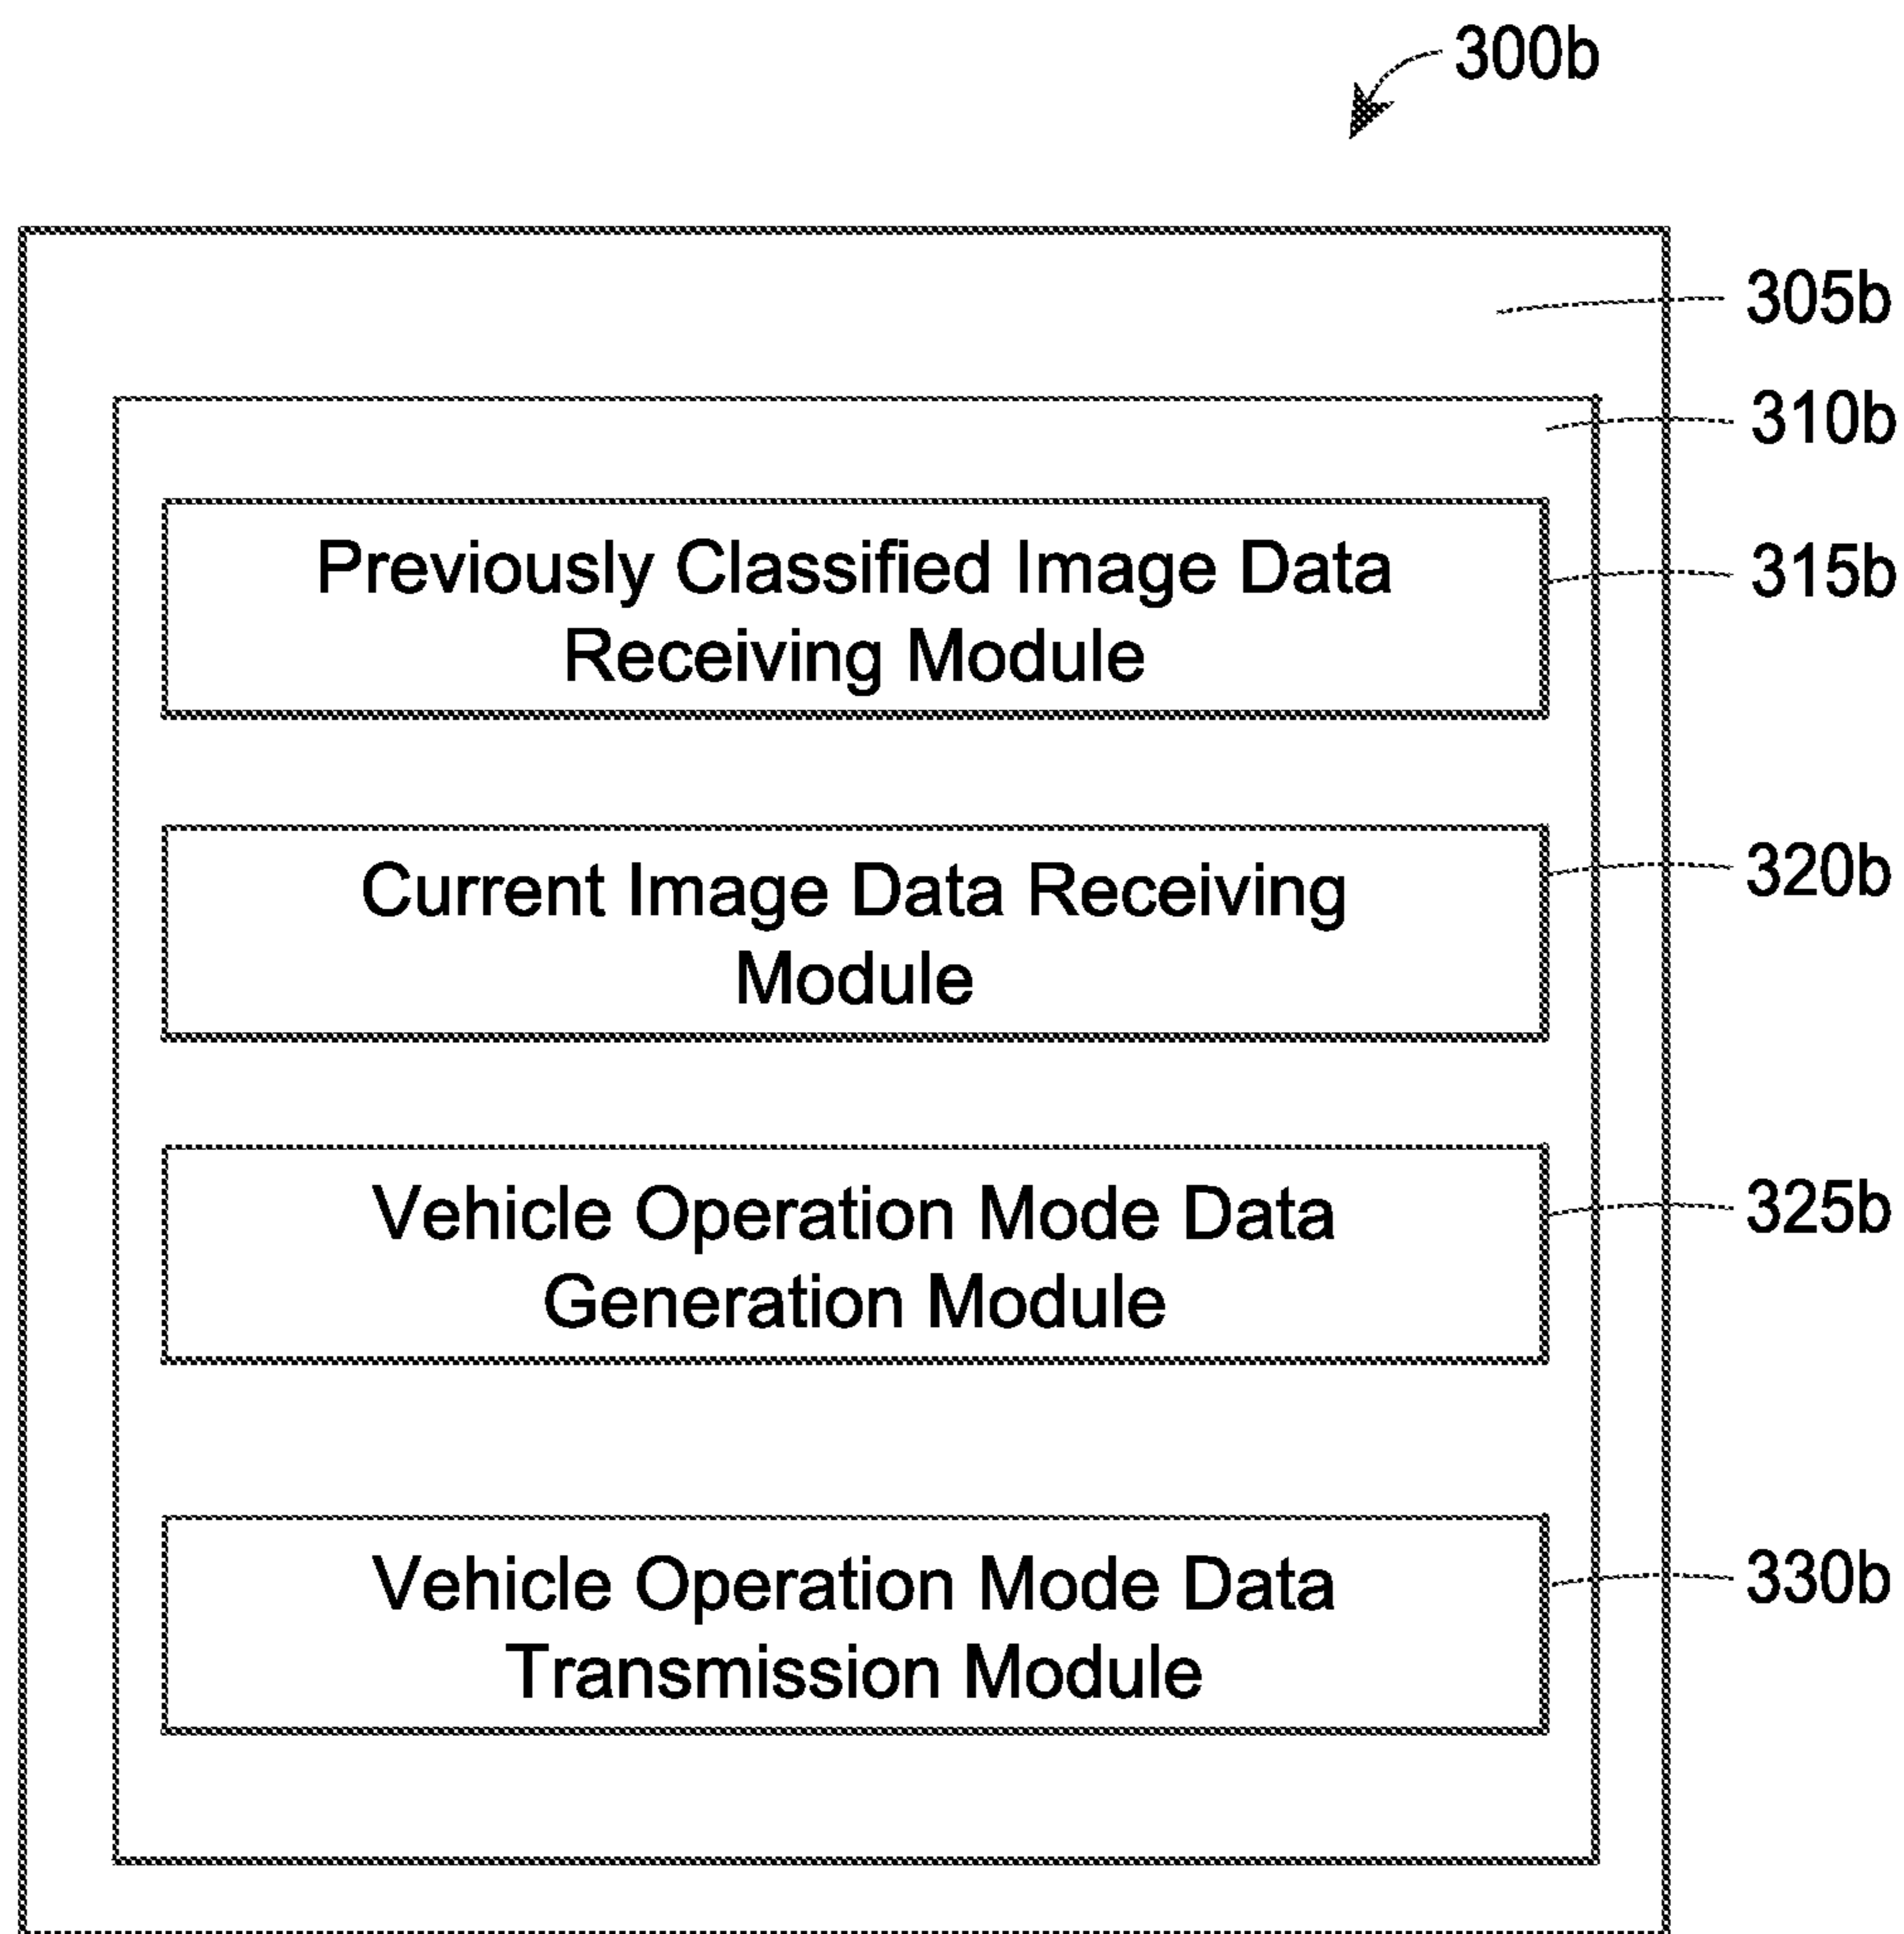 300b
305b
310b
Previously Classified Image Data
Receiving Module
315b
Current Image Data Receiving
Module
320b
Vehicle Operation Mode Data
Generation Module
325b
Vehicle Operation Mode Data
Transmission Module
330b